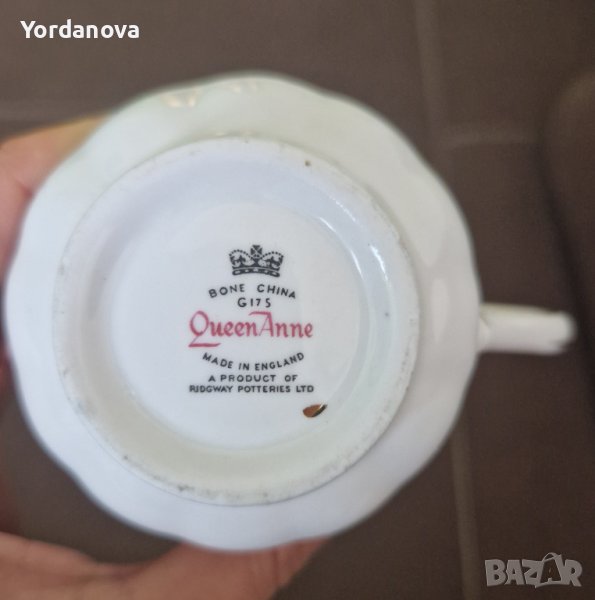 Yordanova
BONE CHINA
G175
Queen Anne
MADE IN ENGLAND
A PRODUCT OF
RIDGWAY POTTERIES LTD
BAZAR